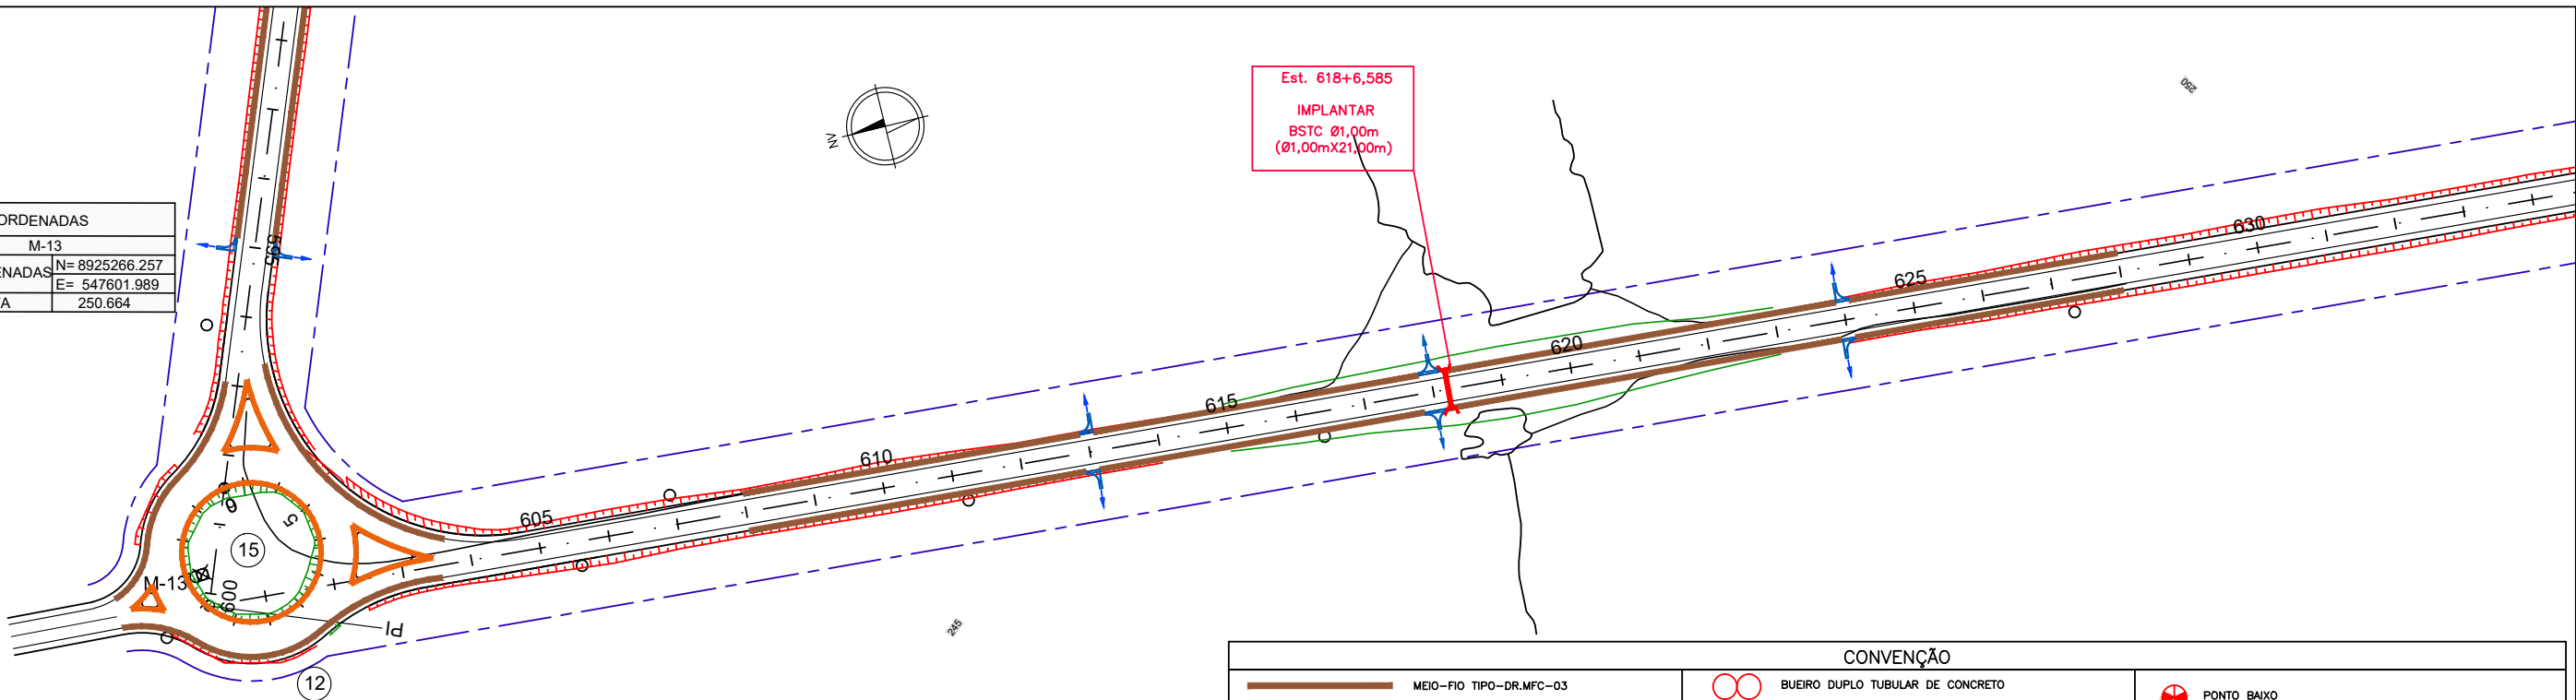 Est. 618+6,585
IMPLANTAR
BSTC Ø1,00m
(Ø1,00mX21,00m)
250
NV
ORDENADAS
M-13
ENADAS
N= 8925266.257
E= 547601.989
A
250.664
595
630
625
620
615
610
605
600
5
15
M-13
PI
12
245
CONVENÇÃO
MEIO-FIO TIPO-DR.MFC-03
BUEIRO DUPLO TUBULAR DE CONCRETO
PONTO BAIXO